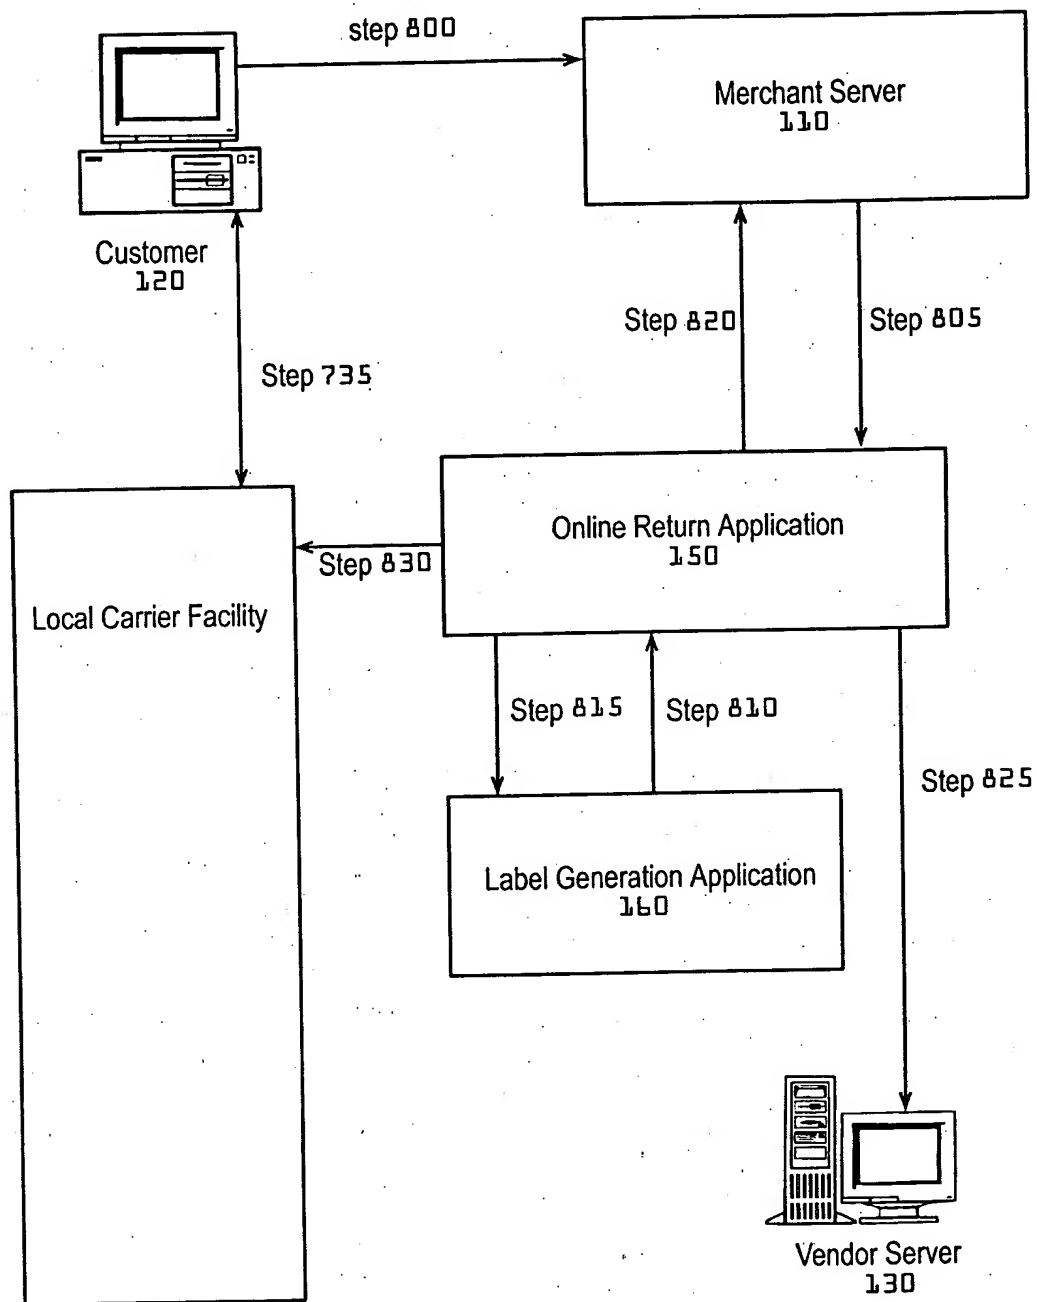 step 800
Merchant Server
110
Customer
120
Step 820
Step 805
Step 735
Online Return Application
150
Step 830
Local Carrier Facility
Step 815
Step 810
Step 825
Label Generation Application
160
Vendor Server
130